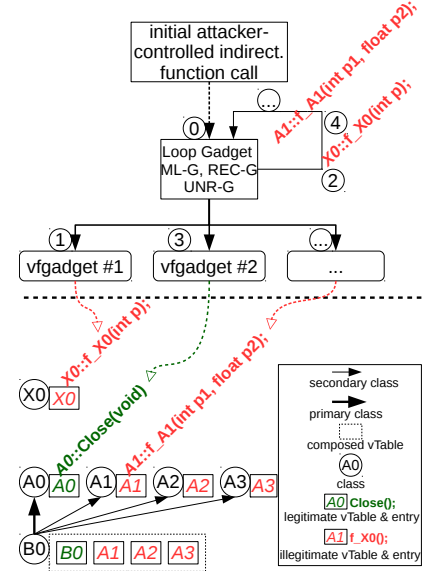 initial attacker-
controlled indirect.
function call
A1::f_A1(int p1, float p2);
X0::f_X0(int p);
...
4
0
Loop Gadget
ML-G, REC-G
UNR-G
2
1
3
...
vfgadget #1
vfgadget #2
...
X0::f_X0(int p);
A0::Close(void)
A1::f_A1(int p1, float p2);
X0
X0
A0
A0
A1
A1
A2
A2
A3
A3
B0
B0
A1
A2
A3
secondary class
primary class
composed vTable
A0
class
A0 Close();
legitimate vTable & entry
A1 f_X0();
illegitimate vTable & entry